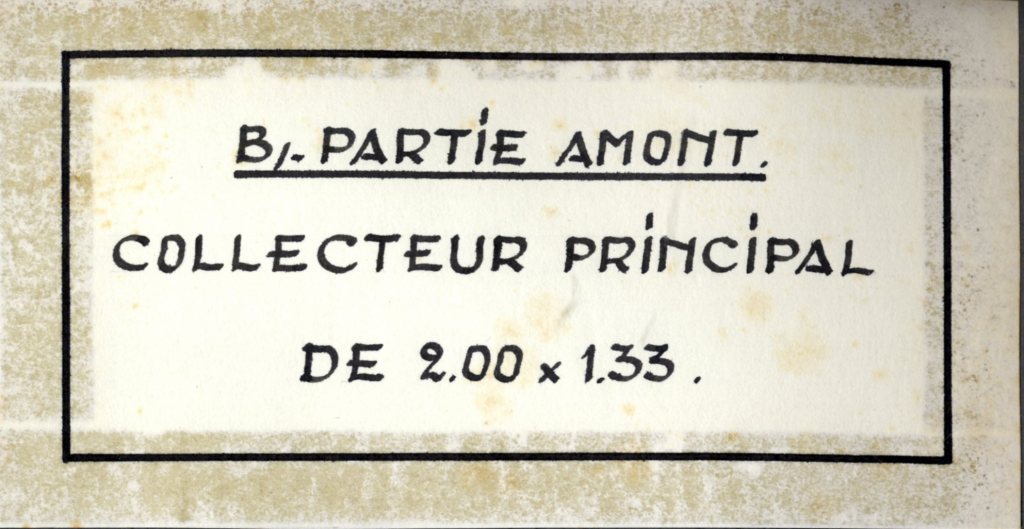 B/. PARTiE AMONT.
COLLECTEUR PRiNCiPAL
DE 2.00 x 1.33.